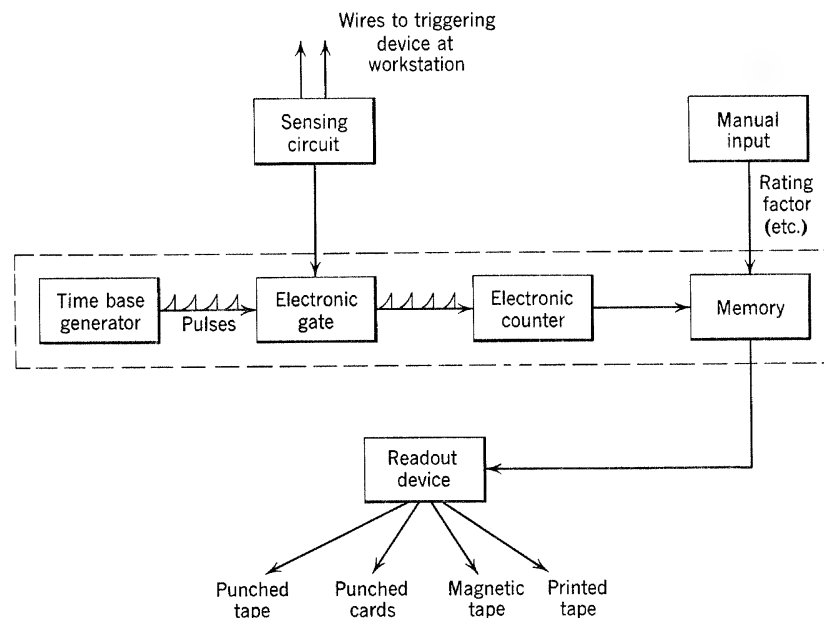 Wires to triggering
device at
workstation
Sensing
circuit
Manual
input
Rating
factor
(etc.)
Time base
generator
Pulses
Electronic
gate
Electronic
counter
Memory
Readout
device
Punched
tape
Punched
cards
Magnetic
tape
Printed
tape